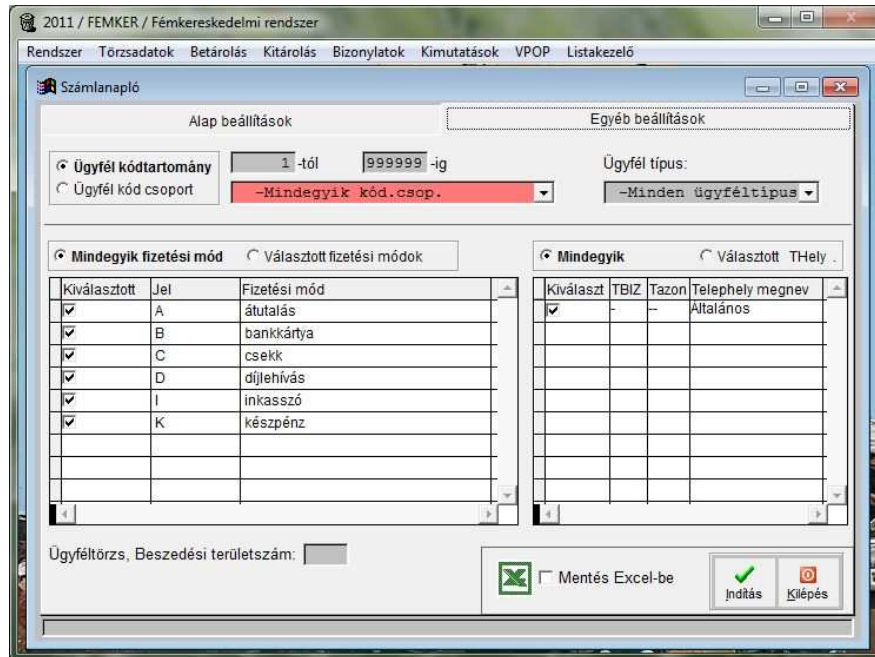 2011 / FEMKER / Fémkereskedelmi rendszer
Rendszer Törzsadatok Betárolás Kitárolás Bizonylatok Kimutatások VPOP Listakezelő
Számlanapló
Alap beállítások Egyéb beállítások
Ügyfél kódtartomány 1 -tól 999999 -ig Ügyfél típus:
Ügyfél kód csoport -Mindegyik kód.csop. -Minden ügyféltípus
Mindegyik fizetési mód Választott fizetési módok Mindegyik Választott THely .
Kiválasztott Jel Fizetési mód Kiválaszt TBIZ Tazon Telephely megnev
A átutalás - -- Általános
B bankkártya
C csekk
D díjlehívás
I inkasszó
K készpénz
Ügyféltörzs, Beszedési területszám:
Mentés Excel-be Indítás Kilépés